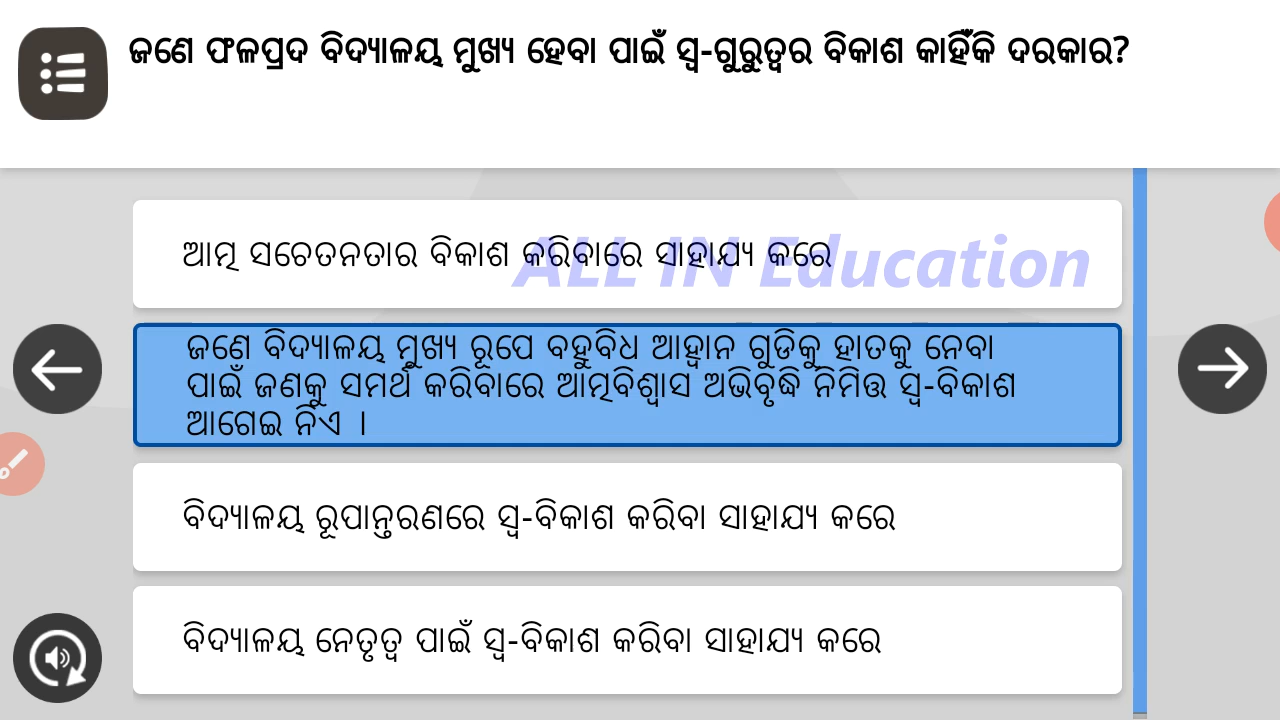 ଜଣେ ଫଳପ୍ରଦ ବିଦ୍ୟାଳୟ ମୁଖ୍ୟ ହେବା ପାଇଁ ସ୍ୱ-ଗୁରୁତ୍ୱର ବିକାଶ କାହିଁକି ଦରକାର?
ଆତ୍ମ ସଚେତନତାର ବିକାଶ କରିବାରେ ସାହାଯ୍ୟ କରେ
ALL IN Education
ଜଣେ ବିଦ୍ୟାଳୟ ମୁଖ୍ୟ ରୂପେ ବହୁବିଧ ଆହ୍ୱାନ ଗୁଡିକୁ ହାତକୁ ନେବା
ପାଇଁ ଜଣକୁ ସମର୍ଥ କରିବାରେ ଆତ୍ମବିଶ୍ୱାସ ଅଭିବୃଦ୍ଧି ନିମିତ୍ତ ସ୍ୱ-ବିକାଶ
ଆଗେଇ ନିଏ ।
ବିଦ୍ୟାଳୟ ରୂପାନ୍ତରଣରେ ସ୍ୱ-ବିକାଶ କରିବା ସାହାଯ୍ୟ କରେ
ବିଦ୍ୟାଳୟ ନେତୃତ୍ୱ ପାଇଁ ସ୍ୱ-ବିକାଶ କରିବା ସାହାଯ୍ୟ କରେ